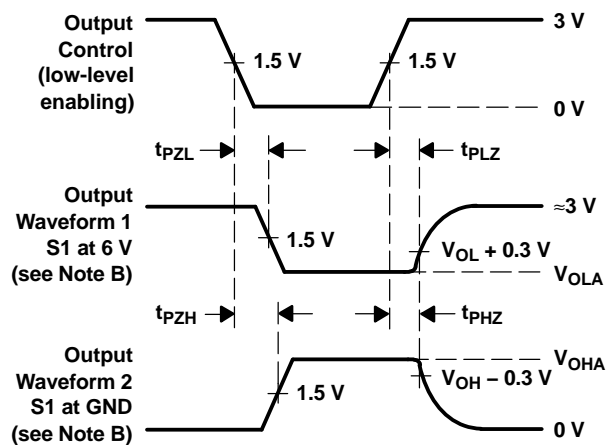 Output
Control
(low-level
enabling)
1.5 V
1.5 V
3 V
0 V
tPZL
tPLZ
Output
Waveform 1
S1 at 6 V
(see Note B)
1.5 V
≈3 V
VOL + 0.3 V
VOLA
tPZH
tPHZ
Output
Waveform 2
S1 at GND
(see Note B)
1.5 V
VOHA
VOH − 0.3 V
0 V